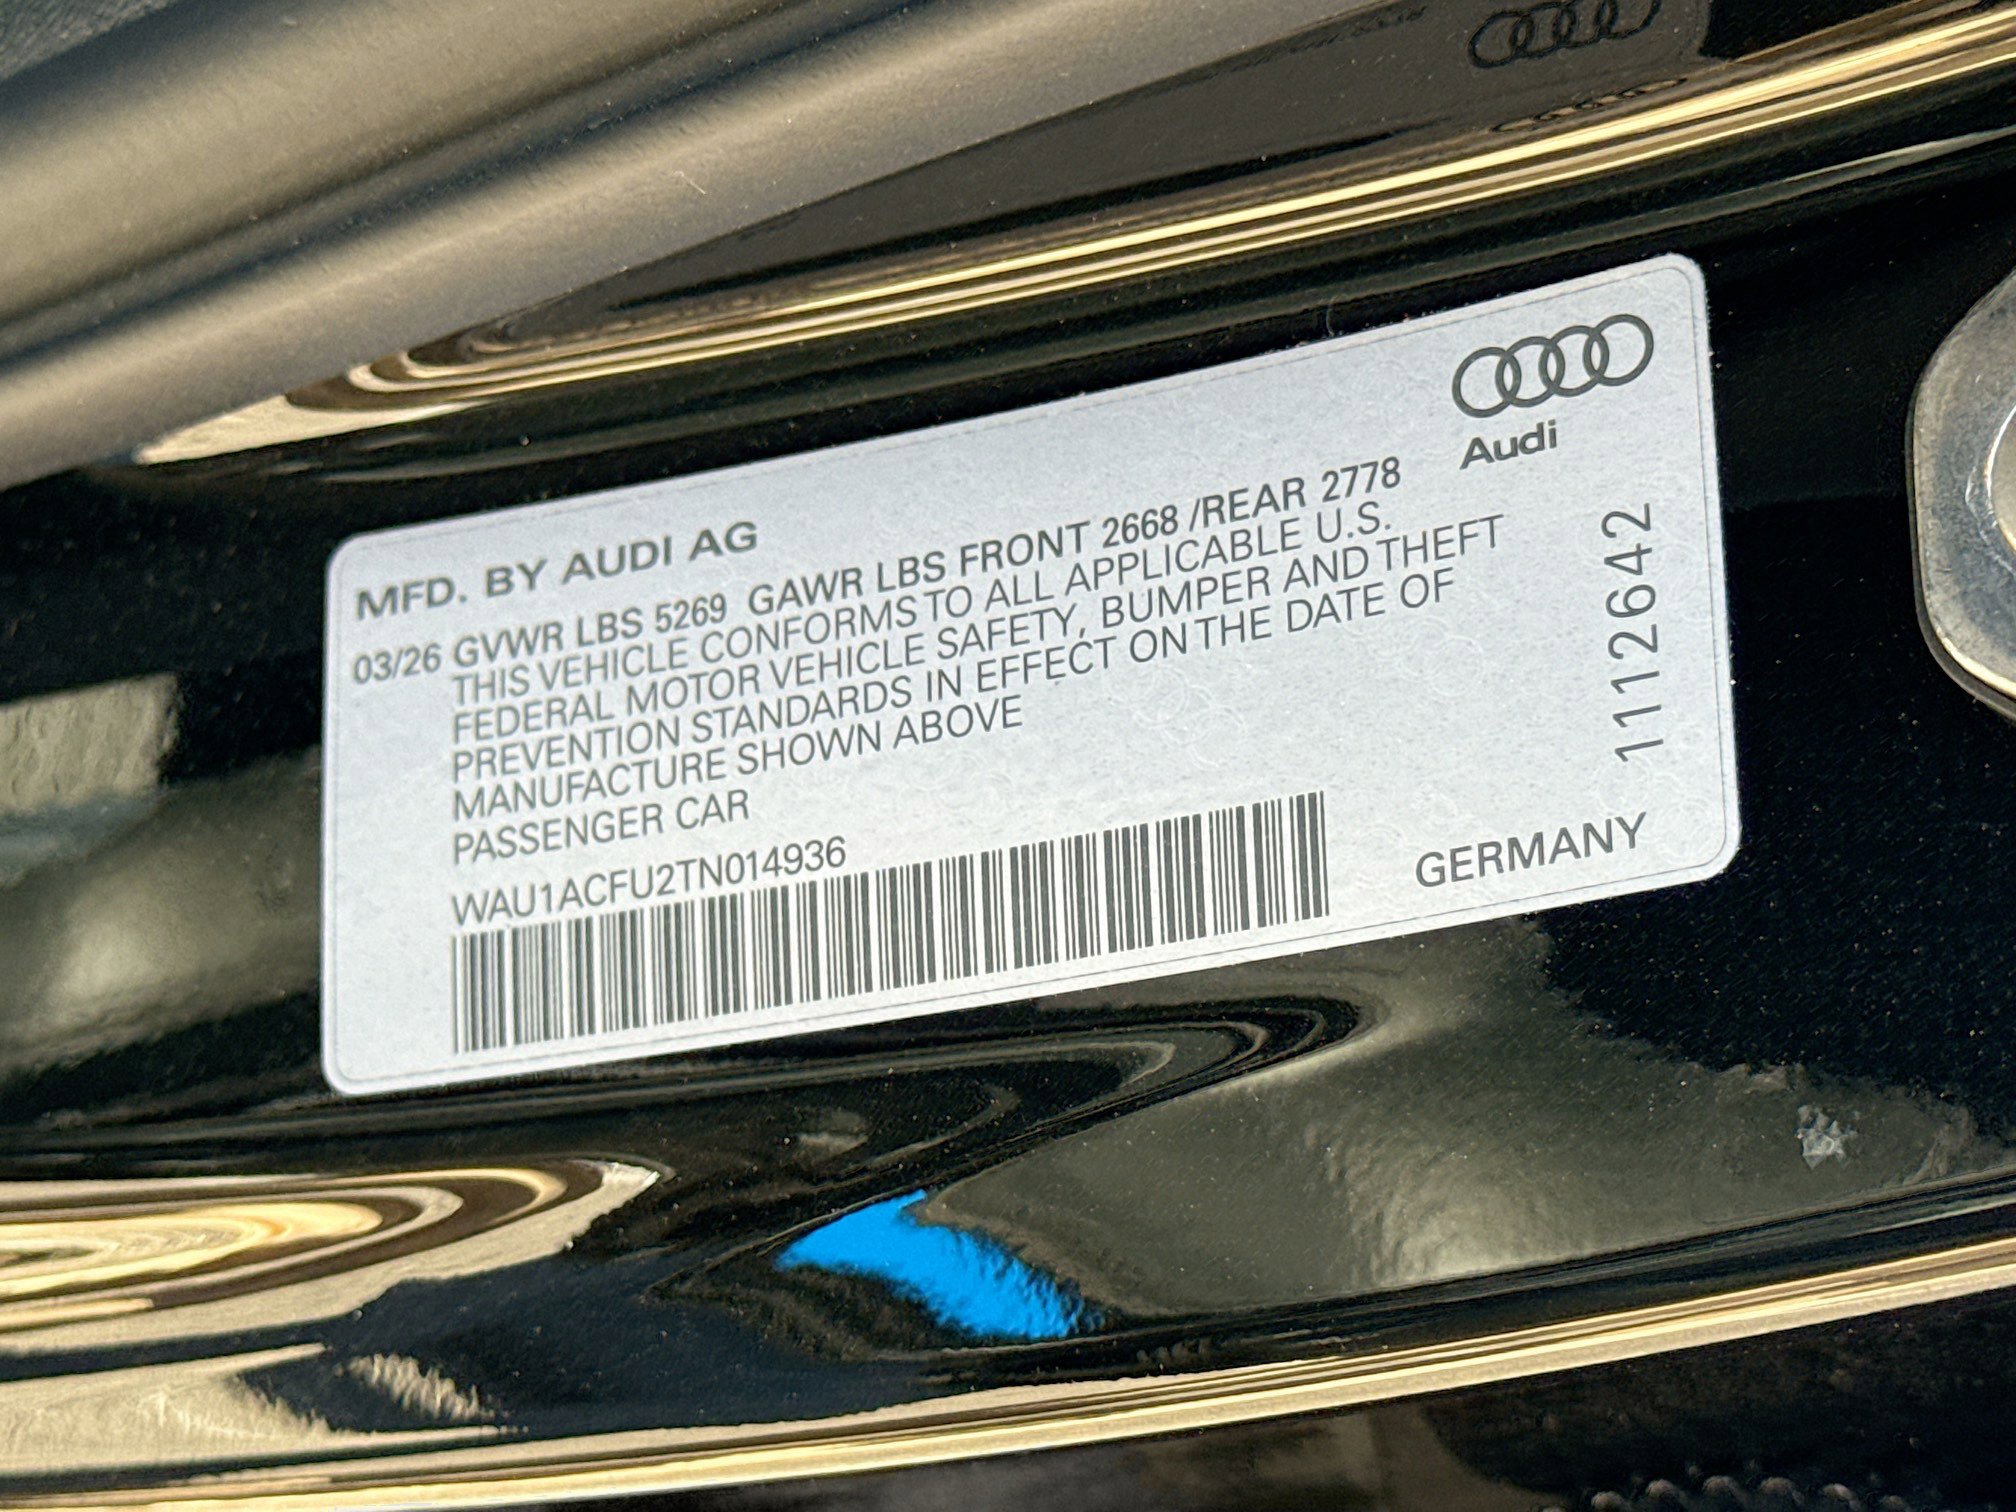 Audi
MFD. BY AUDI AG
03/26 GVWR LBS 5269 GAWR LBS FRONT 2668 /REAR 2778
THIS VEHICLE CONFORMS TO ALL APPLICABLE U.S.
FEDERAL MOTOR VEHICLE SAFETY, BUMPER AND THEFT
PREVENTION STANDARDS IN EFFECT ON THE DATE OF
MANUFACTURE SHOWN ABOVE
PASSENGER CAR
WAU1ACFU2TN014936
GERMANY
1112642